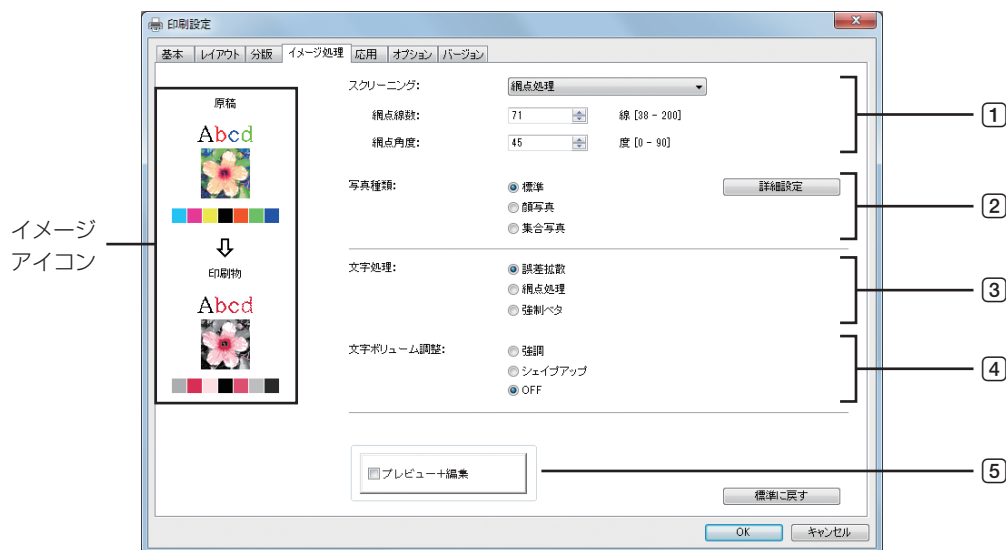 印刷設定
基本 レイアウト 分版 イメージ処理 応用 オプション バージョン
原稿
Abcd
印刷物
Abcd
イメージ
アイコン
スクリーニング: 網点処理
網点線数: 71 線 [38 - 200]
網点角度: 45 度 [0 - 90]
1
写真種類: 標準 詳細設定
顔写真
集合写真
2
文字処理: 誤差拡散
網点処理
強制ベタ
3
文字ボリューム調整: 強調
シェイプアップ
OFF
4
プレビュー+編集
5
標準に戻す
OK キャンセル